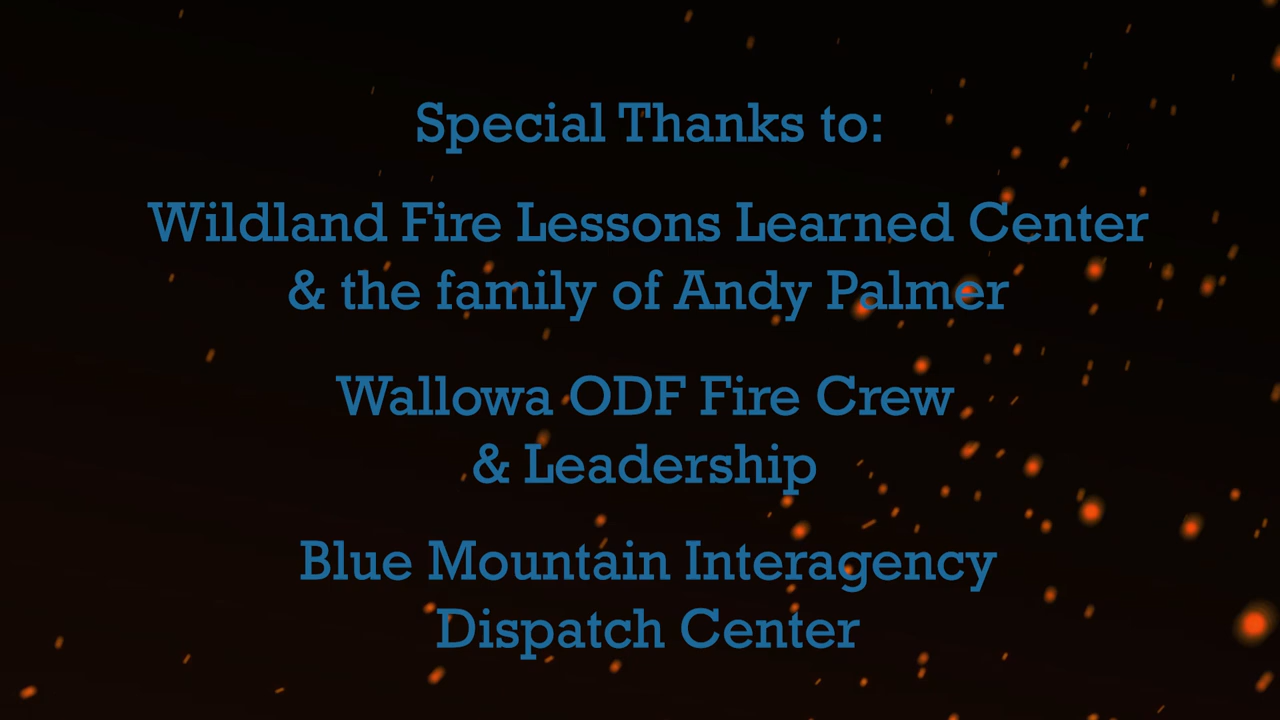 Special Thanks to:
Wildland Fire Lessons Learned Center
& the family of Andy Palmer
Wallowa ODF Fire Crew
& Leadership
Blue Mountain Interagency
Dispatch Center